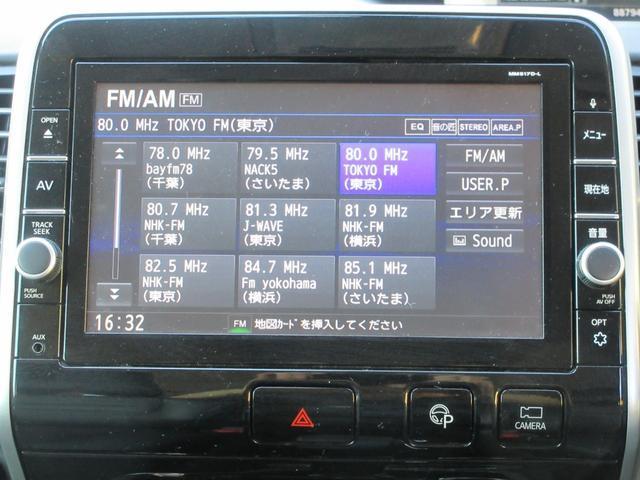 88794
MM517D-L
OPEN
AV
TRACK SEEK
PUSH SOURCE
AUX
FM/AM FM
80.0 MHz TOKYO FM(東京) EQ 音の匠 STEREO AREA.P
78.0 MHz bayfm78 (千葉)
79.5 MHz NACK5 (さいたま)
80.0 MHz TOKYO FM (東京)
80.7 MHz NHK-FM (千葉)
81.3 MHz J-WAVE (東京)
81.9 MHz NHK-FM (横浜)
82.5 MHz NHK-FM (東京)
84.7 MHz Fm yokohama (横浜)
85.1 MHz NHK-FM (さいたま)
FM/AM
USER.P
エリア更新
Sound
16:32 FM 地図ｶｰﾄﾞを挿入してください
メニュー
現在地
音量
PUSH AV OFF
OPT
P
CAMERA